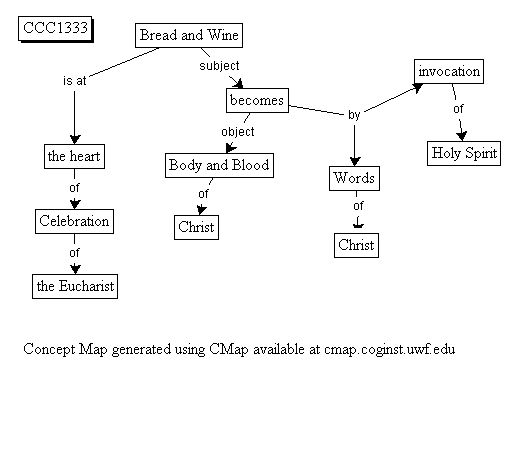 CCC1333
Bread and Wine
is at
subject
invocation
becomes
by
of
object
the heart
Body and Blood
Holy Spirit
of
of
Words
Celebration
Christ
of
of
Christ
the Eucharist
Concept Map generated using CMap available at cmap.coginst.uwf.edu